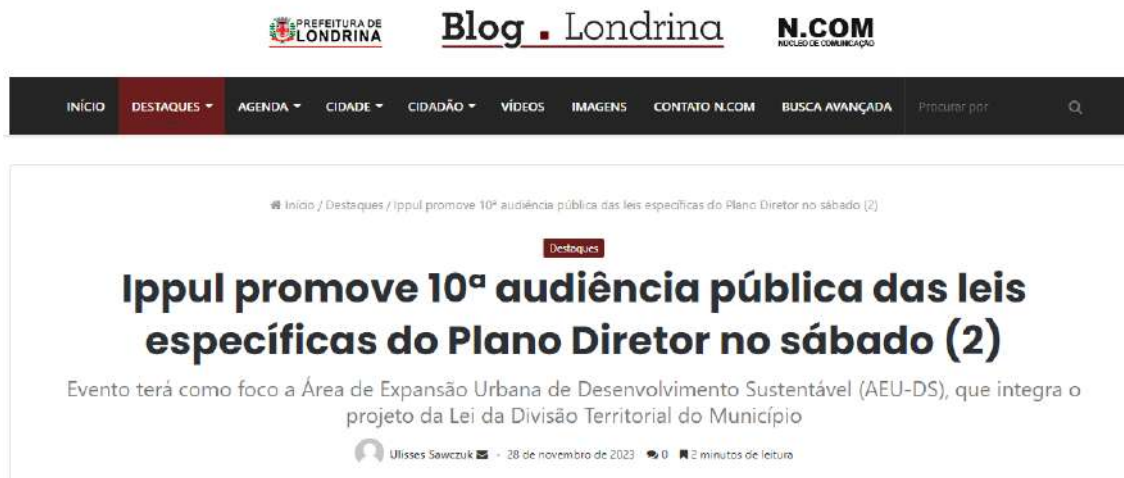 PREFEITURA DE
LONDRINA
Blog . Londrina
N.COM
NÚCLEO DE COMUNICAÇÃO
INÍCIO DESTAQUES AGENDA CIDADE CIDADÃO VÍDEOS IMAGENS CONTATO N.COM BUSCA AVANÇADA Procurar por
Início / Destaques / Ippul promove 10ª audiência pública das leis específicas do Plano Diretor no sábado (2)
Destaques
Ippul promove 10ª audiência pública das leis
específicas do Plano Diretor no sábado (2)
Evento terá como foco a Área de Expansão Urbana de Desenvolvimento Sustentável (AEU-DS), que integra o
projeto da Lei da Divisão Territorial do Município
Ulisses Sawczuk - 28 de novembro de 2023 0 2 minutos de leitura